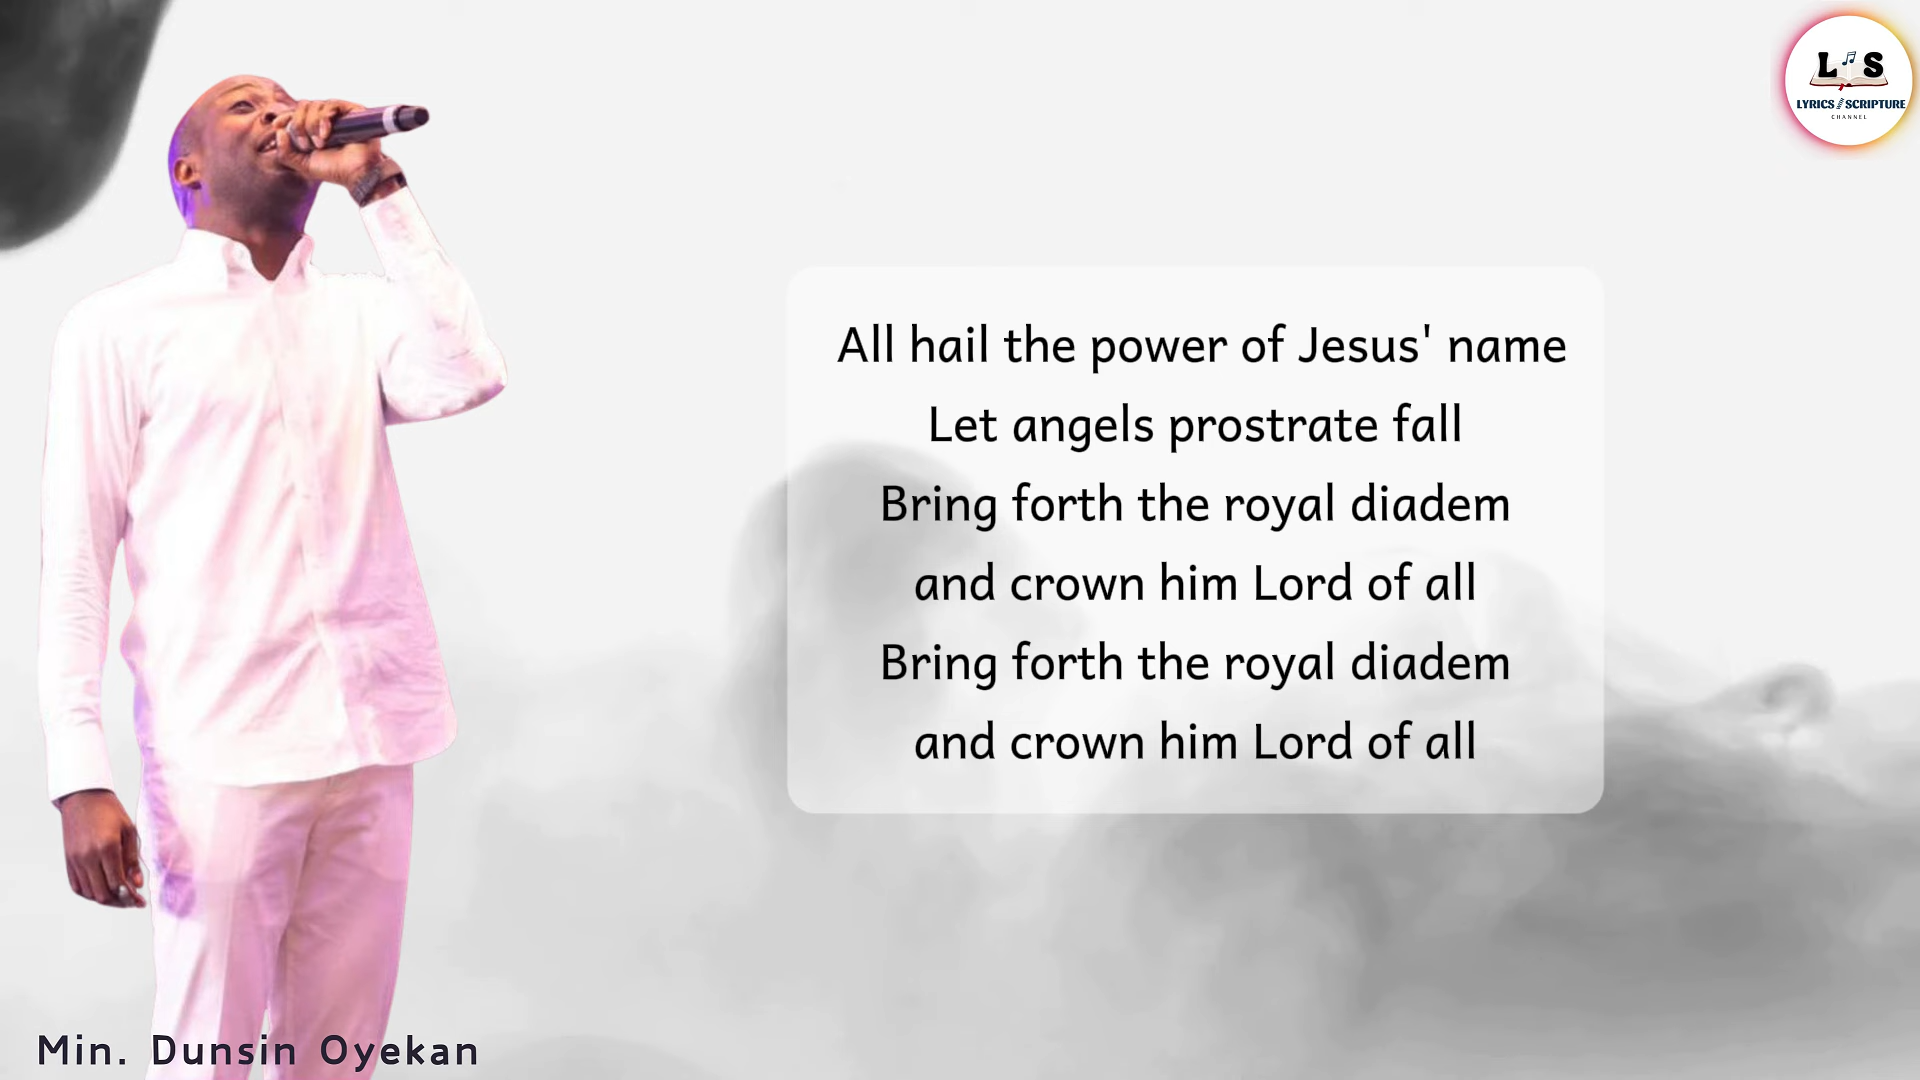 L S
LYRICS SCRIPTURE
CHANNEL
All hail the power of Jesus' name
Let angels prostrate fall
Bring forth the royal diadem
and crown him Lord of all
Bring forth the royal diadem
and crown him Lord of all
Min. Dunsin Oyekan